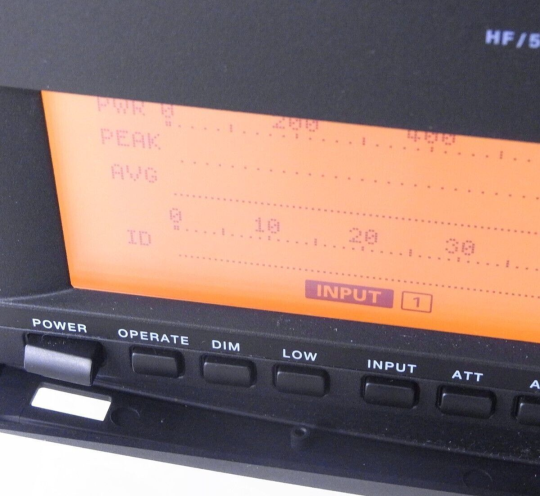 HF/5
PWR 0 200 400
PEAK
AVG
0 10 20 30
ID
INPUT 1
POWER OPERATE DIM LOW INPUT ATT A